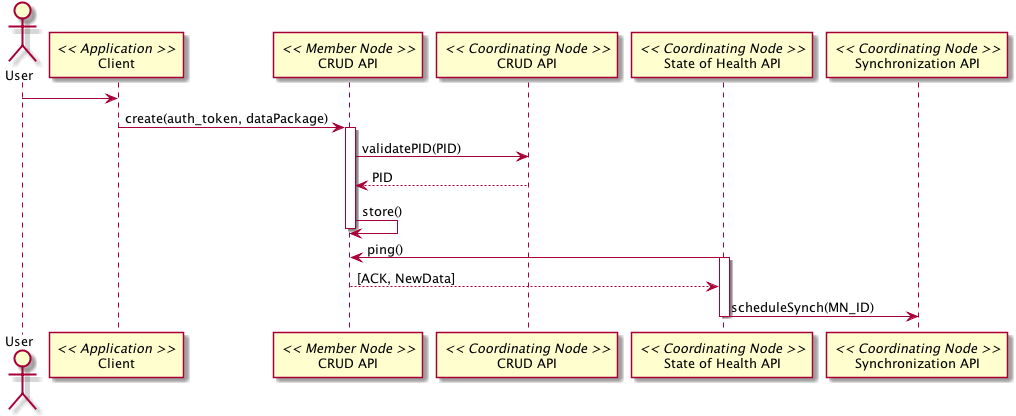 User
<< Application >>
Client
<< Member Node >>
CRUD API
<< Coordinating Node >>
CRUD API
<< Coordinating Node >>
State of Health API
<< Coordinating Node >>
Synchronization API
create(auth_token, dataPackage)
validatePID(PID)
PID
store()
ping()
[ACK, NewData]
scheduleSynch(MN_ID)
User
<< Application >>
Client
<< Member Node >>
CRUD API
<< Coordinating Node >>
CRUD API
<< Coordinating Node >>
State of Health API
<< Coordinating Node >>
Synchronization API